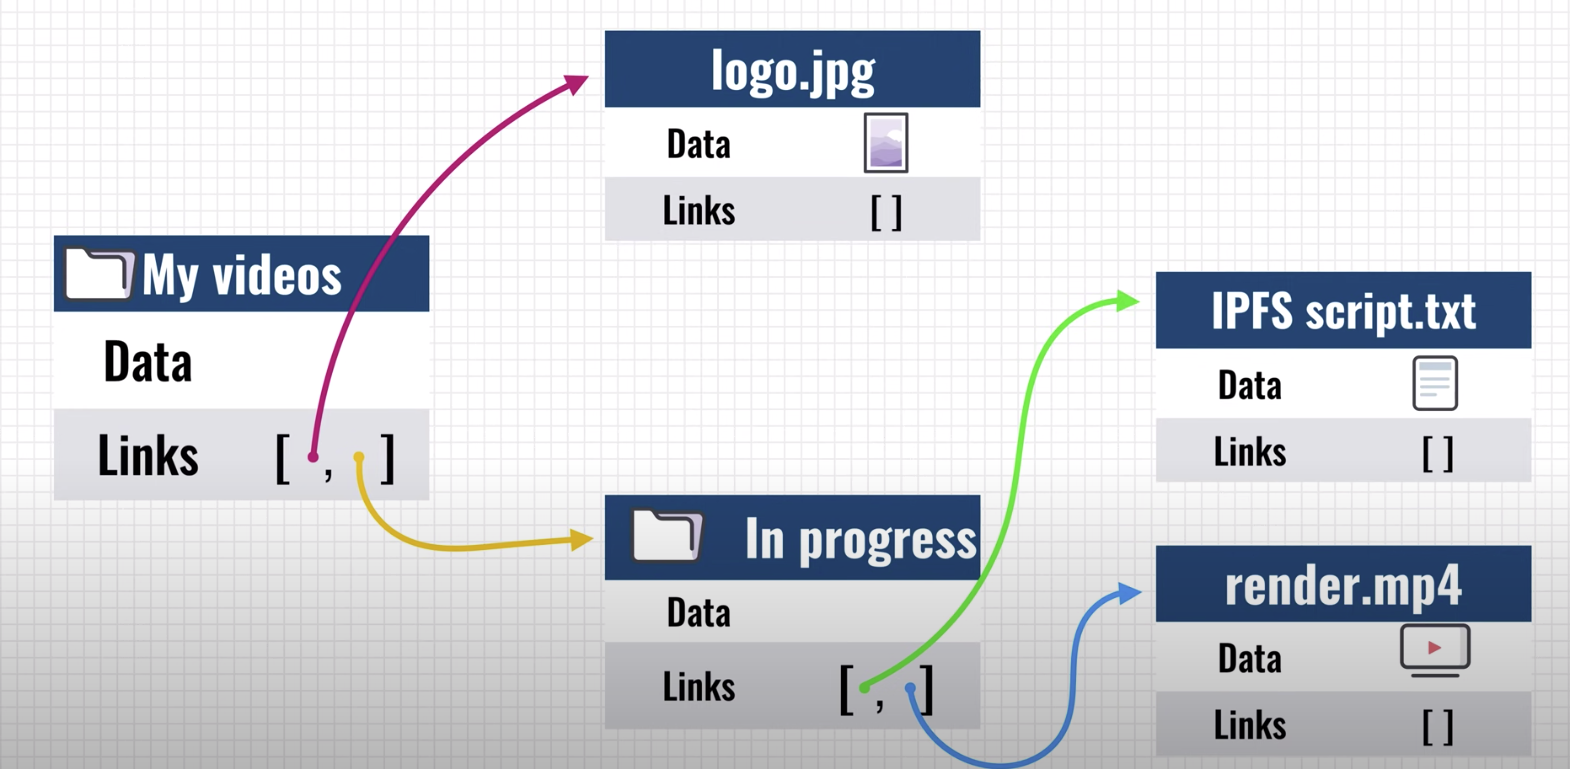 logo.jpg
Data
Links [ ]
My videos
Data
Links [ , ]
In progress
Data
Links [ , ]
IPFS script.txt
Data
Links [ ]
render.mp4
Data
Links [ ]